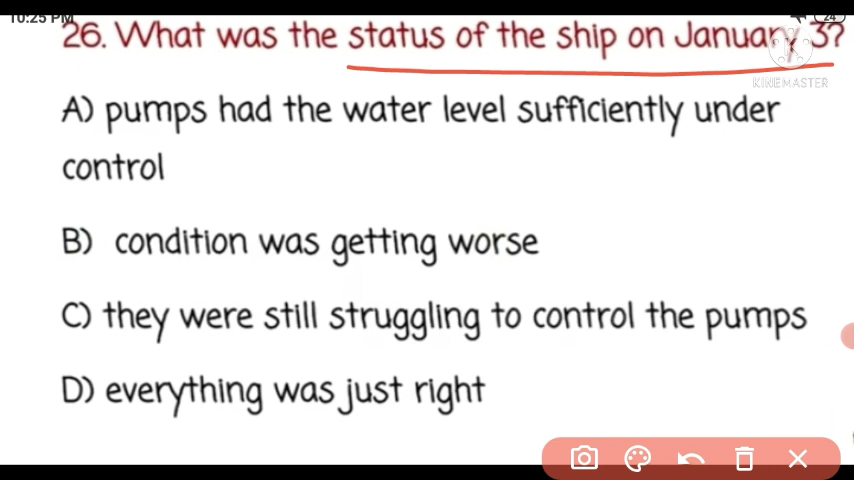 10:25 PM
24
26. What was the status of the ship on January 3?
KINEMASTER
A) pumps had the water level sufficiently under
control
B) condition was getting worse
C) they were still struggling to control the pumps
D) everything was just right